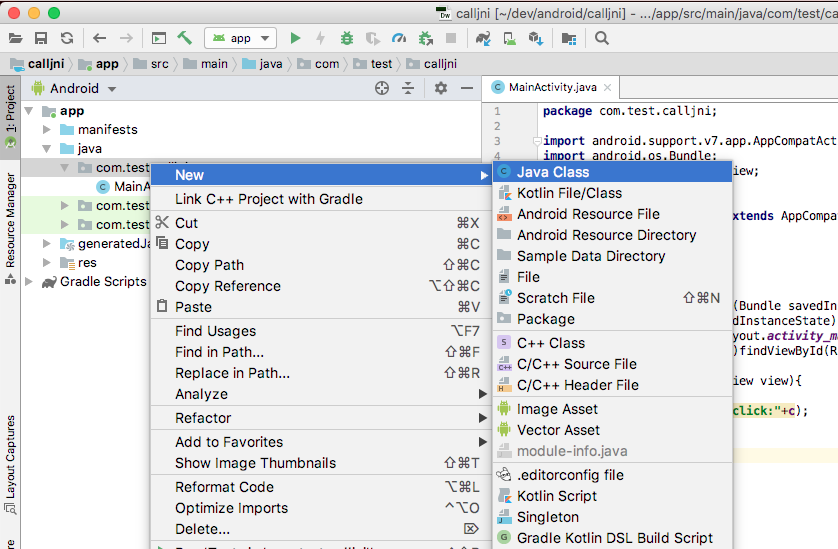 calljni [~/dev/android/calljni] - .../app/src/main/java/com/test/ca
app
calljni app src main java com test calljni
1: Project
Resource Manager
Layout Captures
Android
app
manifests
java
com.test
MainA
com.test
com.test
generatedJa
res
Gradle Scripts
New
Link C++ Project with Gradle
Cut ⌘X
Copy ⌘C
Copy Path ⇧⌘C
Copy Reference ⌥⇧⌘C
Paste ⌘V
Find Usages ⌥F7
Find in Path... ⇧⌘F
Replace in Path... ⇧⌘R
Analyze
Refactor
Add to Favorites
Show Image Thumbnails ⇧⌘T
Reformat Code ⌥⌘L
Optimize Imports ^⌥O
Delete... ⌦
Java Class
Kotlin File/Class
Android Resource File
Android Resource Directory
Sample Data Directory
File
Scratch File ⇧⌘N
Package
C++ Class
C/C++ Source File
C/C++ Header File
Image Asset
Vector Asset
module-info.java
.editorconfig file
Kotlin Script
Singleton
Gradle Kotlin DSL Build Script
MainActivity.java
1 package com.test.calljni;
2
3 import android.support.v7.app.AppCompatAct
4 import android.os.Bundle;
iew;
extends AppCompa
(Bundle savedIn
dInstanceState)
yout.activity_m
)findViewById(R
iew view){
click:"+c);